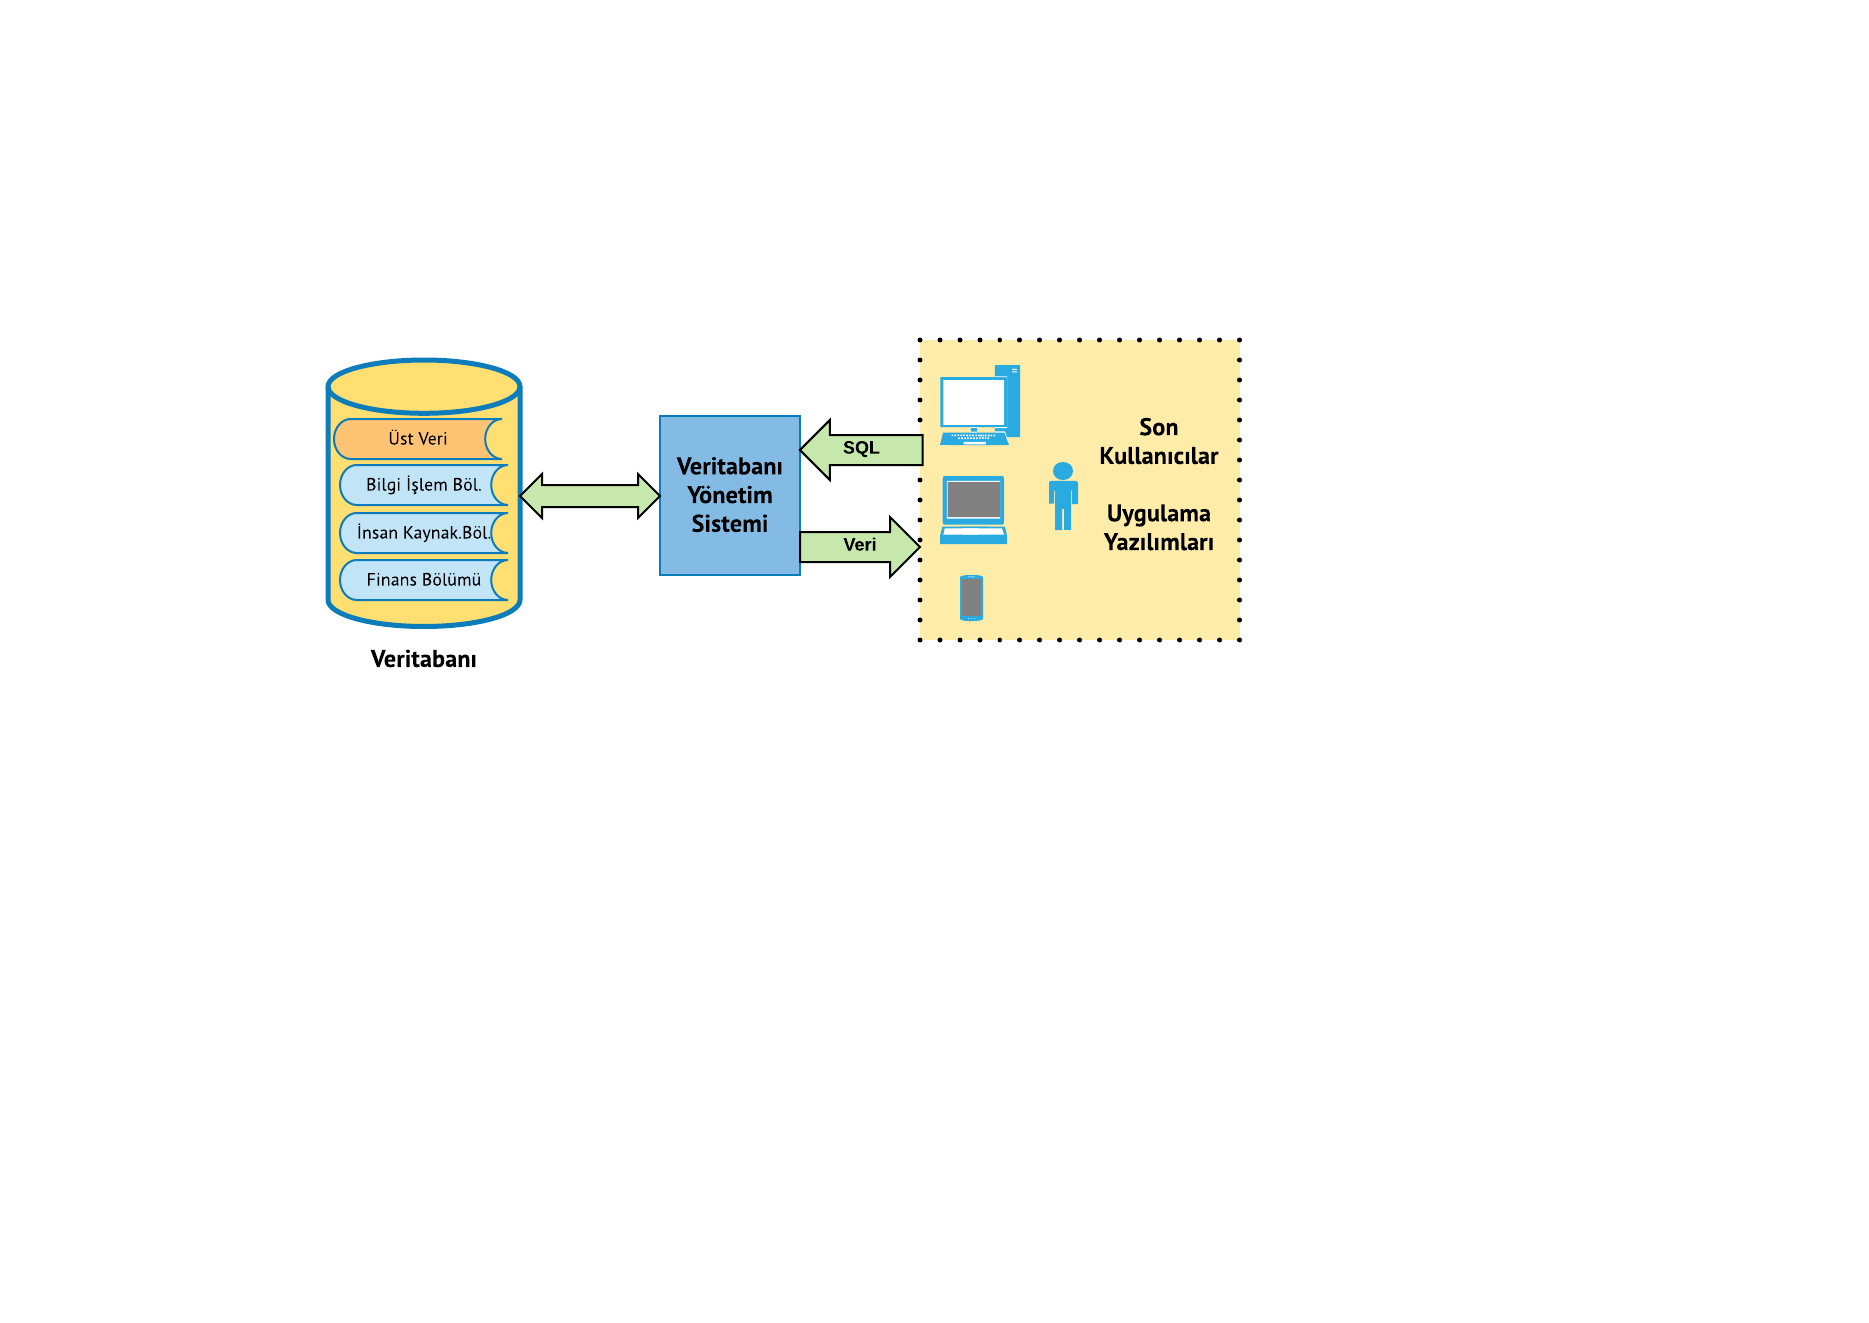 Üst Veri
Bilgi İşlem Böl.
İnsan Kaynak.Böl.
Finans Bölümü
Veritabanı
Veritabanı
Yönetim
Sistemi
SQL
Veri
Son
Kullanıcılar
Uygulama
Yazılımları